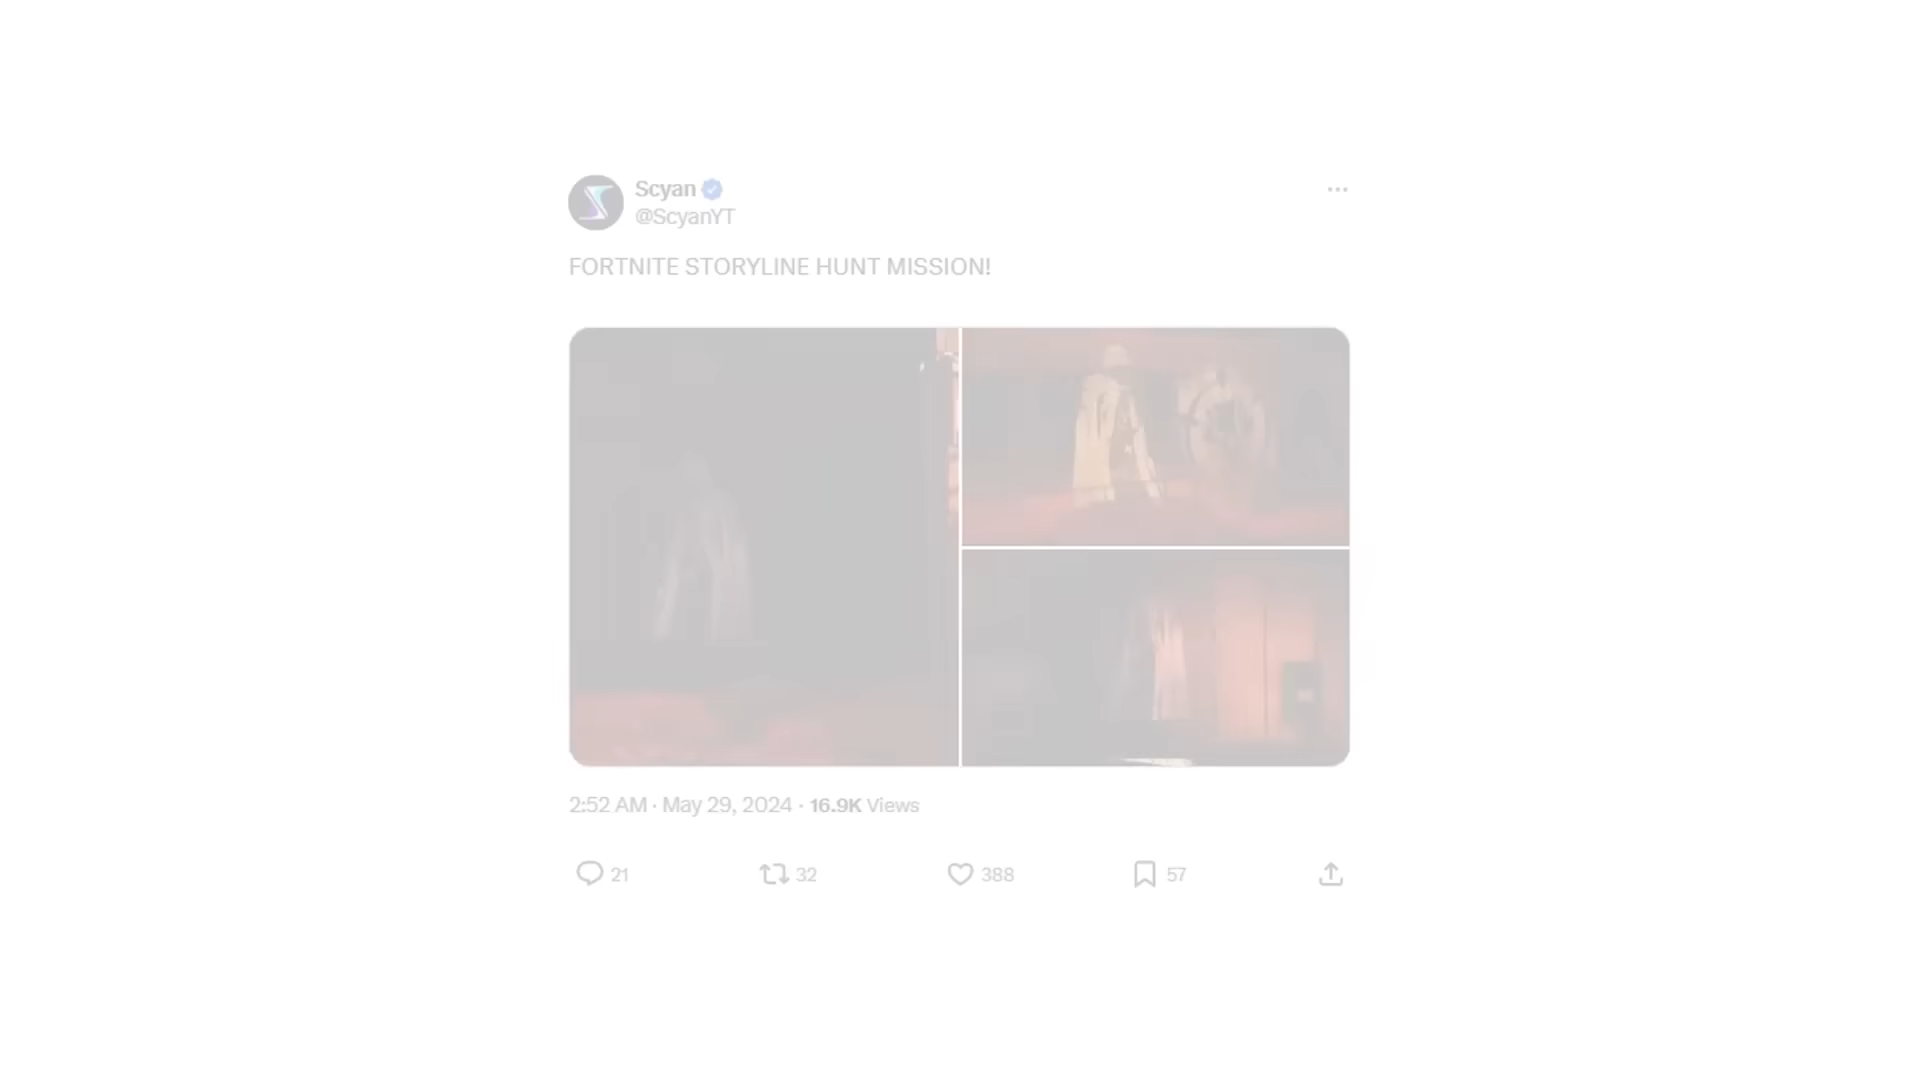 Scyan
@ScyanYT
FORTNITE STORYLINE HUNT MISSION!
2:52 AM · May 29, 2024 · 16.9K Views
21 32 388 57